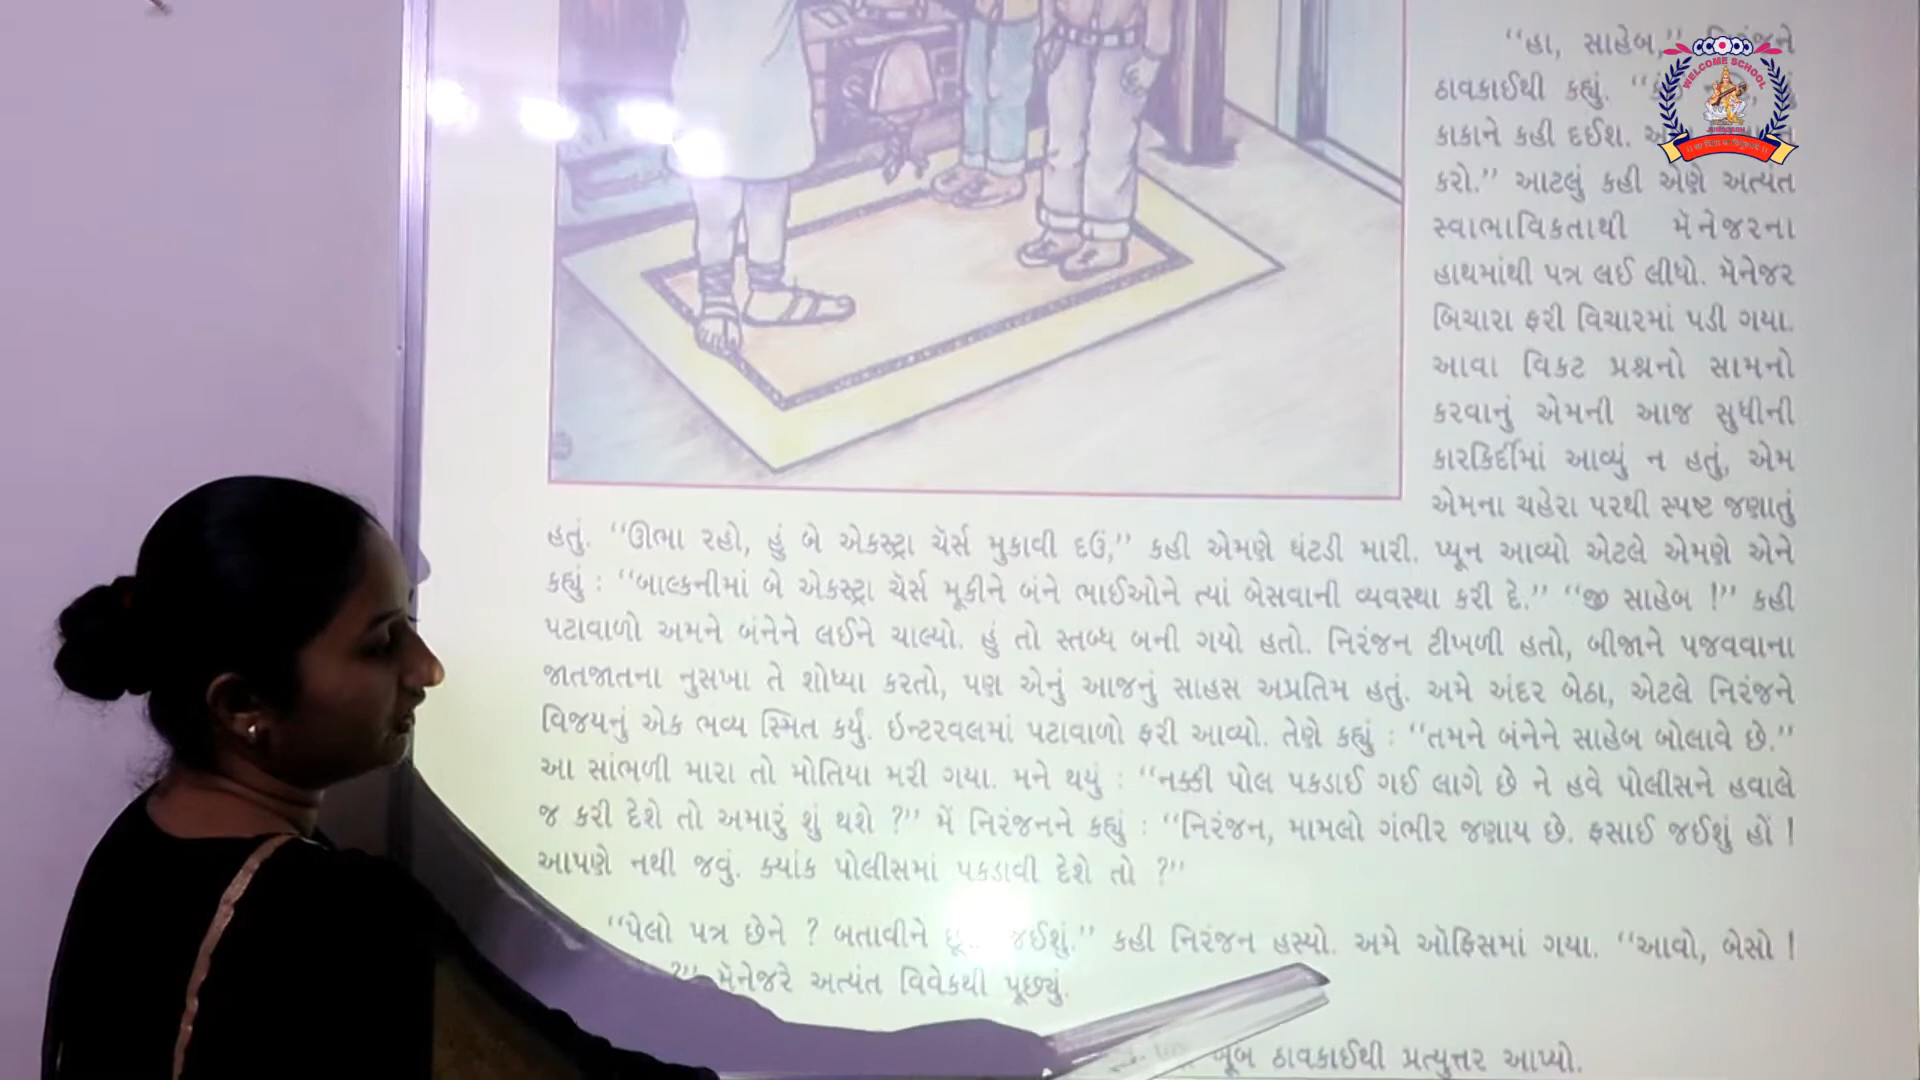 “હા, સાહેબ,” નિરંજને
ઠાવકાઈથી કહ્યું.
કાકાને કહી દઈશ.
કરો.” આટલું કહી એણે અત્યંત
સ્વાભાવિકતાથી મૅનેજરના
હાથમાંથી પત્ર લઈ લીધો. મૅનેજર
બિચારા ફરી વિચારમાં પડી ગયા.
આવા વિકટ પ્રશ્નનો સામનો
કરવાનું એમની આજ સુધીની
કારકિર્દીમાં આવ્યું ન હતું, એમ
એમના ચહેરા પરથી સ્પષ્ટ જણાતું
હતું. “ઊભા રહો, હું બે એકસ્ટ્રા ચૅર્સ મુકાવી દઉં,” કહી એમણે ઘંટડી મારી. પ્યૂન આવ્યો એટલે એમણે એને
કહ્યું : “બાલ્કનીમાં બે એકસ્ટ્રા ચૅર્સ મૂકીને બંને ભાઈઓને ત્યાં બેસવાની વ્યવસ્થા કરી દે.” “જી સાહેબ !” કહી
પટાવાળો અમને બંનેને લઈને ચાલ્યો. હું તો સ્તબ્ધ બની ગયો હતો. નિરંજન ટીખળી હતો, બીજાને પજવવાના
જાતજાતના નુસખા તે શોધ્યા કરતો, પણ એનું આજનું સાહસ અપ્રતિમ હતું. અમે અંદર બેઠા, એટલે નિરંજને
વિજયનું એક ભવ્ય સ્મિત કર્યું. ઇન્ટરવલમાં પટાવાળો ફરી આવ્યો. તેણે કહ્યું : “તમને બંનેને સાહેબ બોલાવે છે.”
આ સાંભળી મારા તો મોતિયા મરી ગયા. મને થયું : “નક્કી પોલ પકડાઈ ગઈ લાગે છે ને હવે પોલીસને હવાલે
જ કરી દેશે તો અમારું શું થશે ?” મેં નિરંજનને કહ્યું : “નિરંજન, મામલો ગંભીર જણાય છે. ફસાઈ જઈશું હોં !
આપણે નથી જવું. ક્યાંક પોલીસમાં પકડાવી દેશે તો ?”
“પેલો પત્ર છેને ? બતાવીને જઈશું.” કહી નિરંજન હસ્યો. અમે ઑફિસમાં ગયા. “આવો, બેસો !
?” મૅનેજરે અત્યંત વિવેકથી પૂછ્યું.
ખૂબ ઠાવકાઈથી પ્રત્યુત્તર આપ્યો.
WELCOME SCHOOL
JUNAGADH